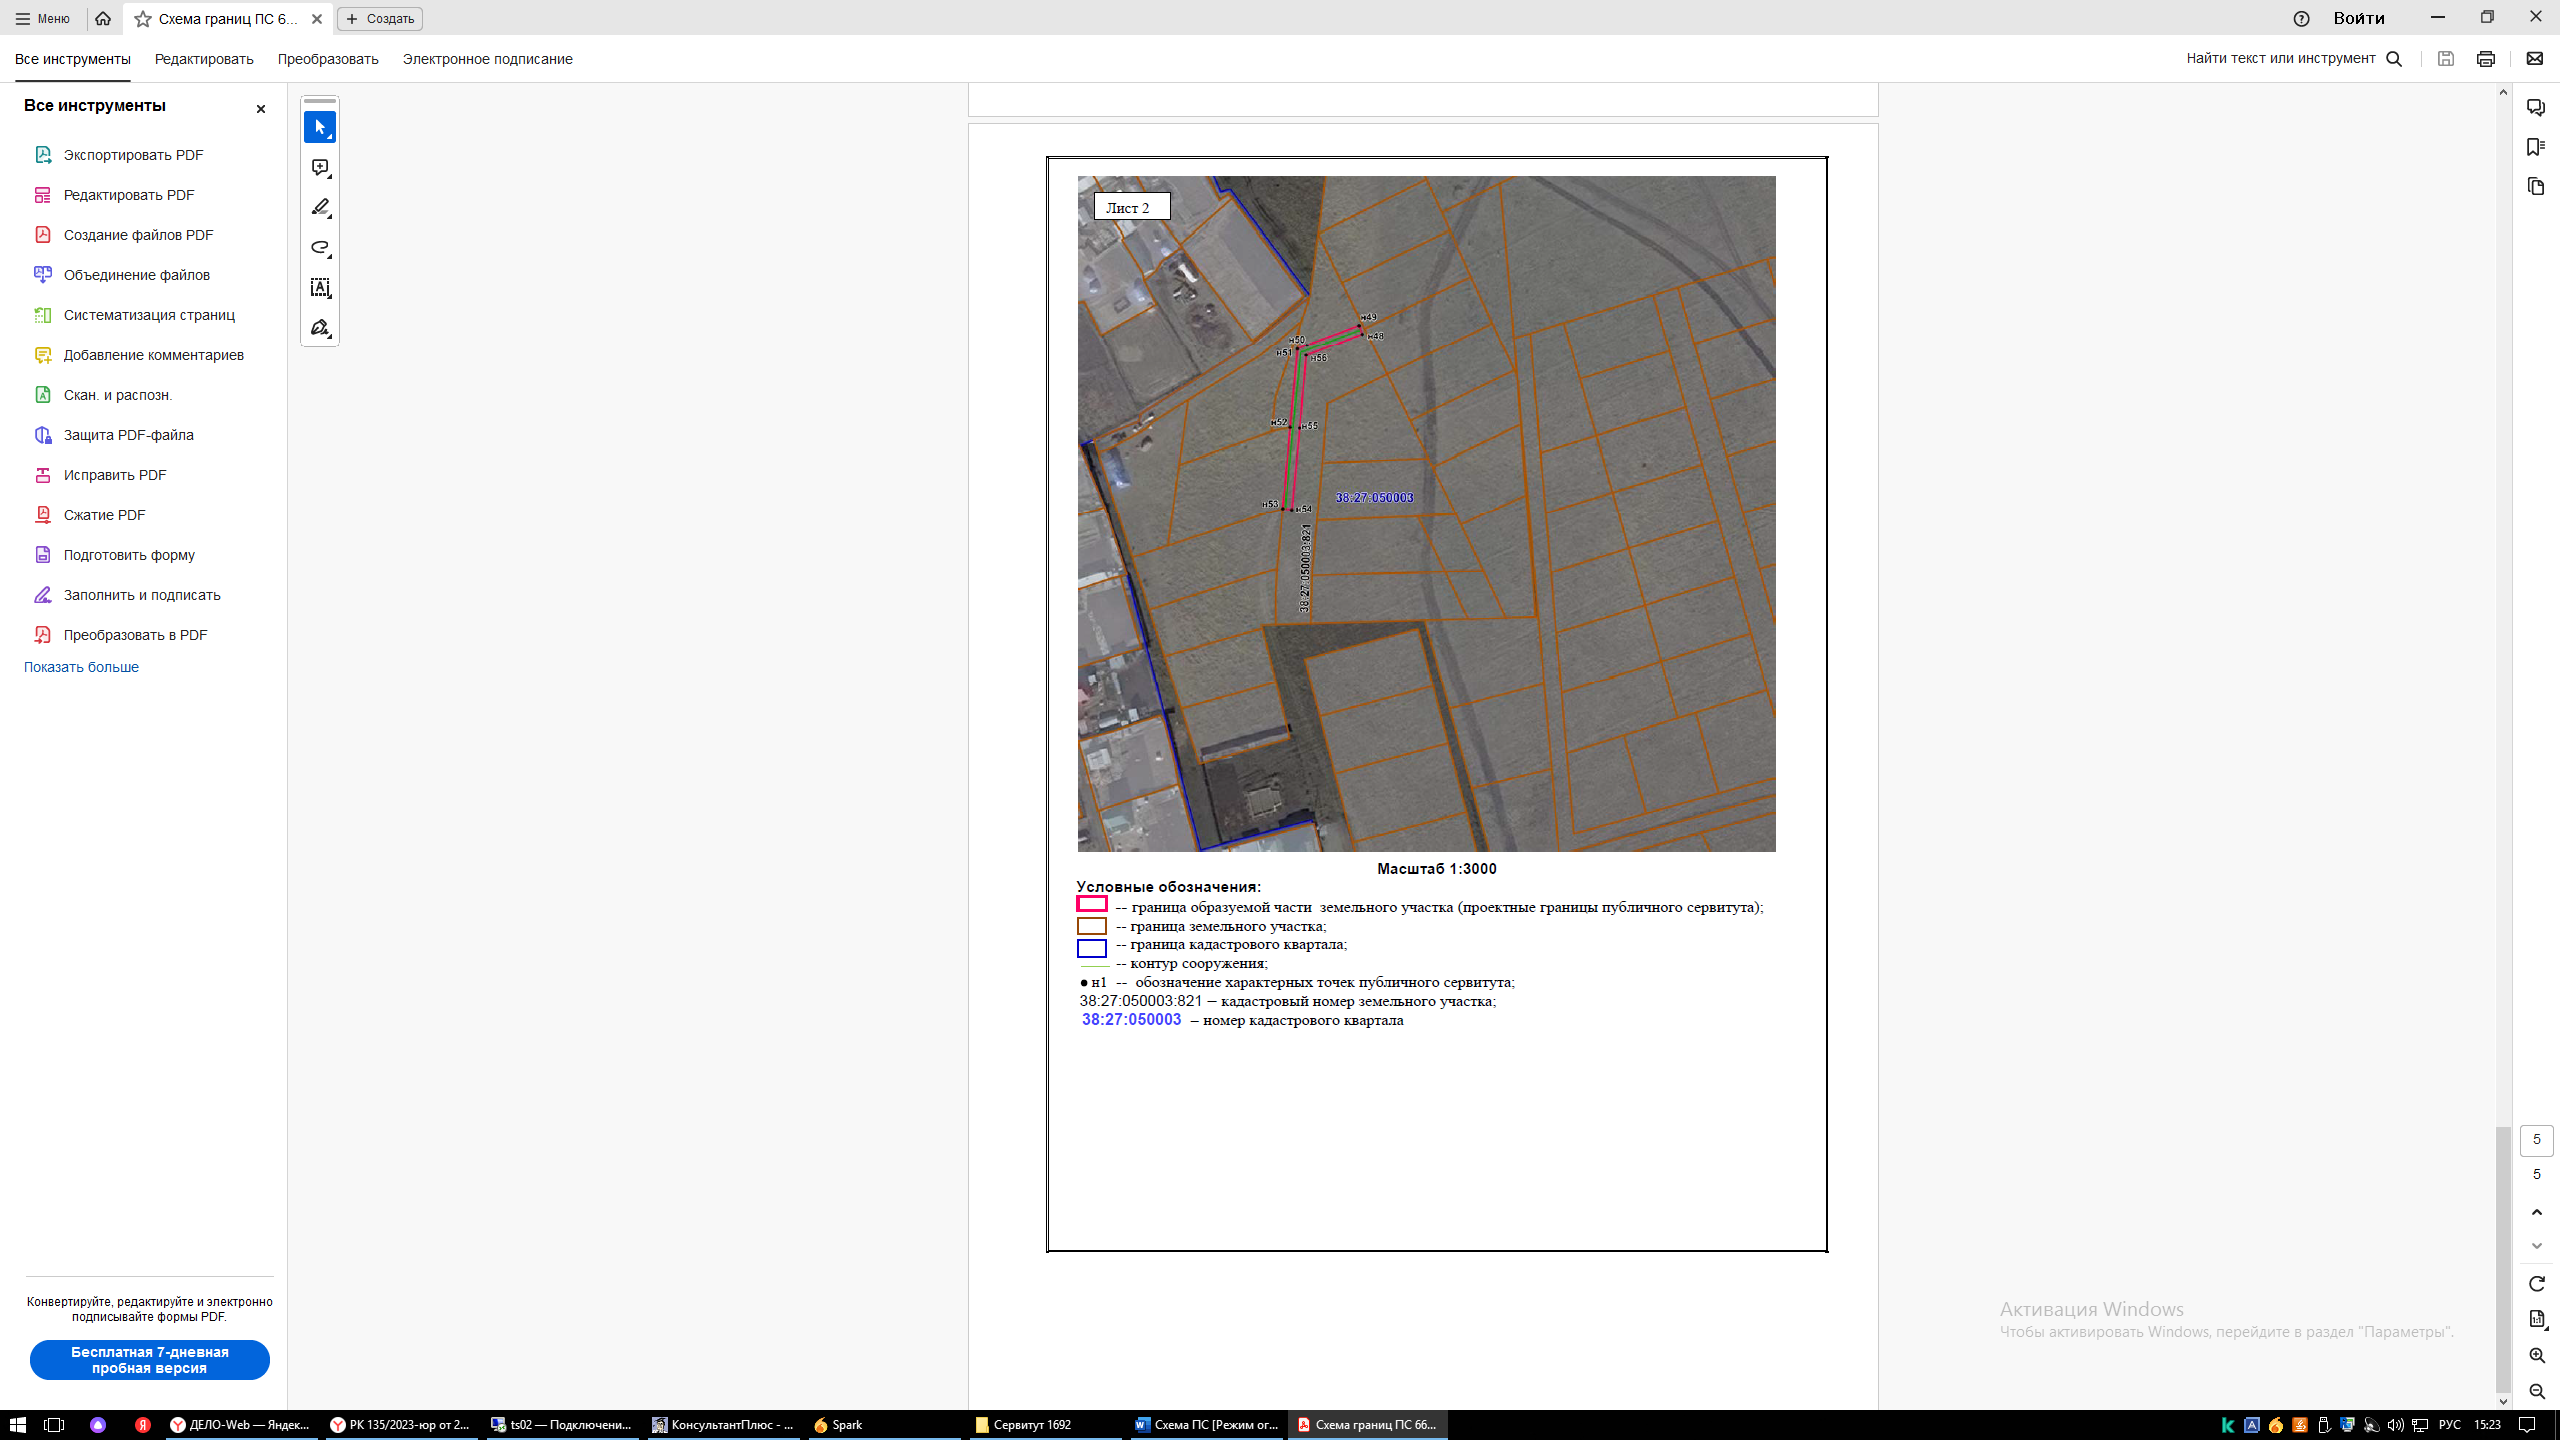 Меню
Схема границ ПС 6...
Создать
Войти
Все инструменты
Редактировать
Преобразовать
Электронное подписание
Найти текст или инструмент
Все инструменты
Экспортировать PDF
Редактировать PDF
Создание файлов PDF
Объединение файлов
Систематизация страниц
Добавление комментариев
Скан. и распозн.
Защита PDF-файла
Исправить PDF
Сжатие PDF
Подготовить форму
Заполнить и подписать
Преобразовать в PDF
Показать больше
Конвертируйте, редактируйте и электронно
подписывайте формы PDF.
Бесплатная 7-дневная
пробная версия
Лист 2
н49
н48
н50
н51
н56
н52
н55
н53
н54
38:27:050003
38:27:050003:821
Масштаб 1:3000
Условные обозначения:
-- граница образуемой части земельного участка (проектные границы публичного сервитута);
-- граница земельного участка;
-- граница кадастрового квартала;
-- контур сооружения;
н1 -- обозначение характерных точек публичного сервитута;
38:27:050003:821 – кадастровый номер земельного участка;
38:27:050003 – номер кадастрового квартала
5
5
Активация Windows
Чтобы активировать Windows, перейдите в раздел "Параметры".
ДЕЛО-Web — Яндек...
РК 135/2023-юр от 2...
ts02 — Подключени...
КонсультантПлюс - ...
Spark
Сервитут 1692
Схема ПС [Режим ог...
Схема границ ПС 66...
РУС
15:23